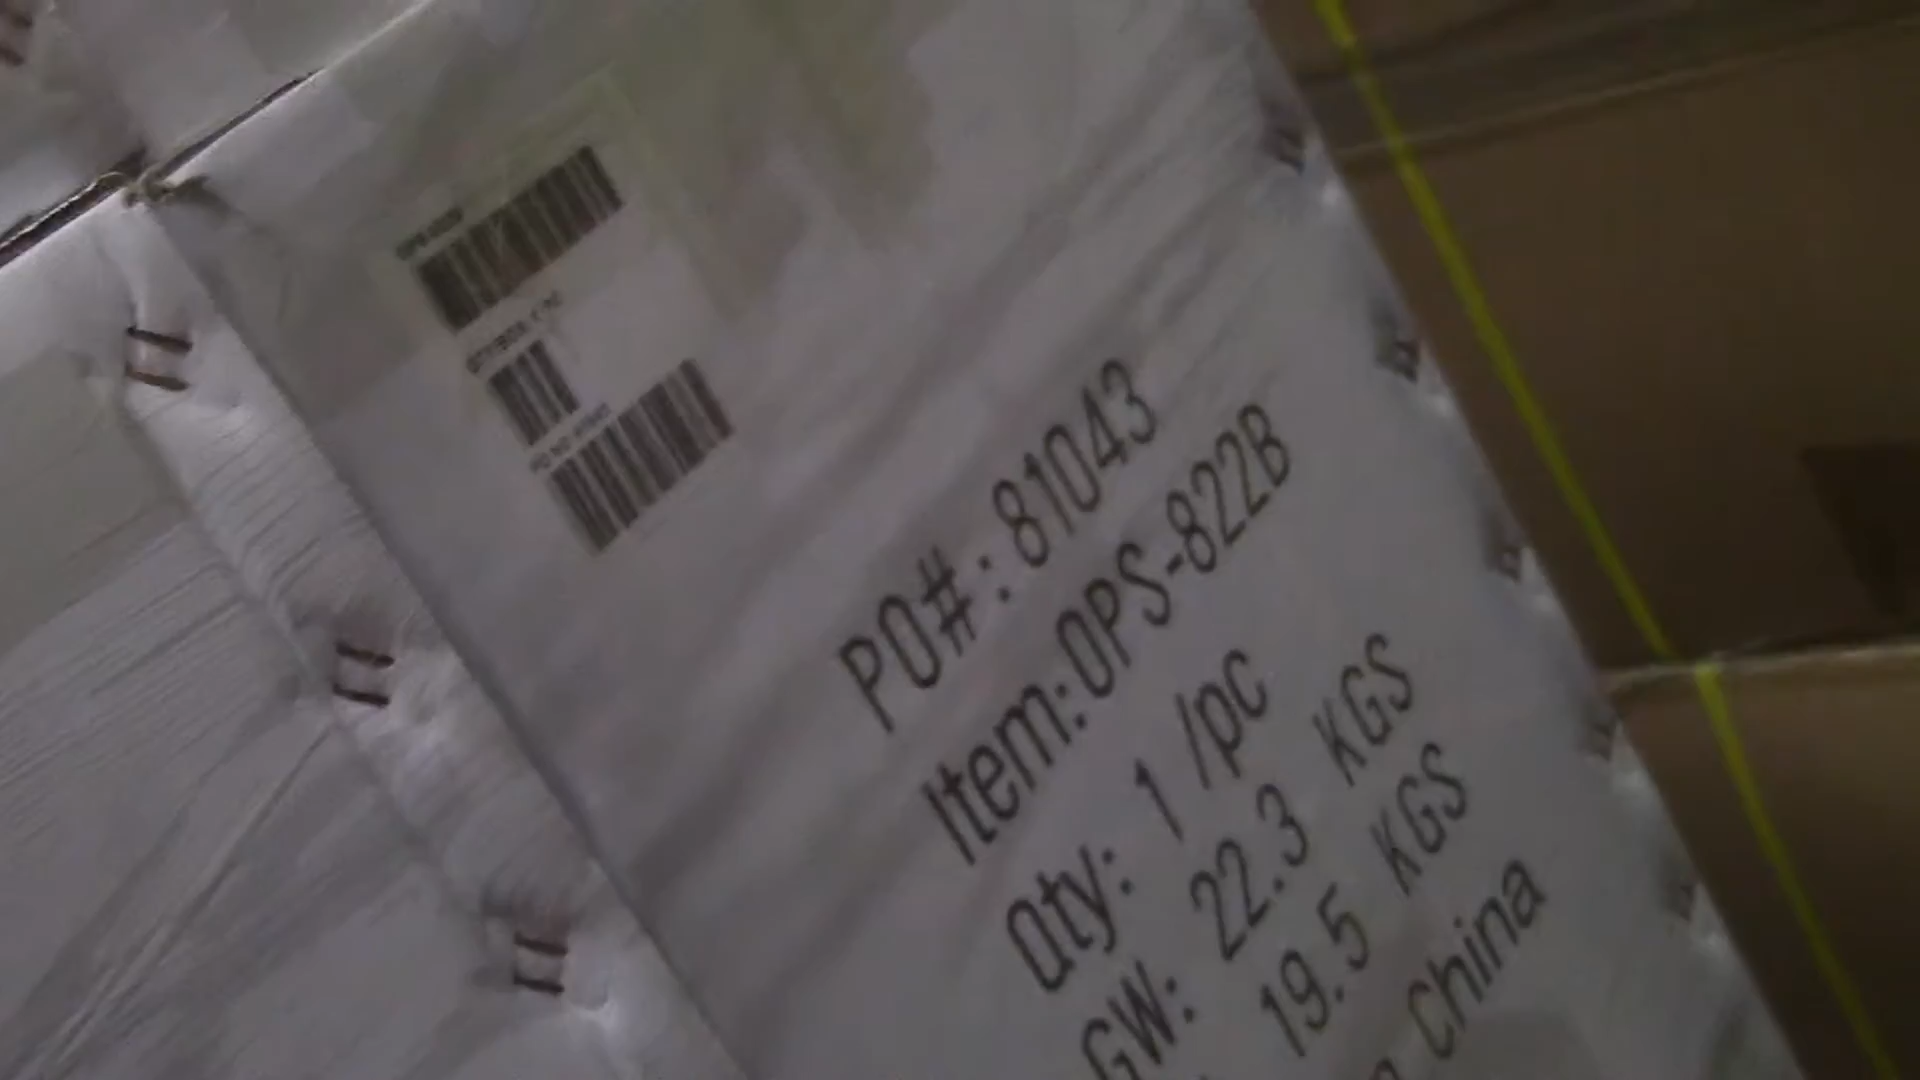 PO#: 81043
Item:OPS-822B
Qty: 1 /pc
GW: 22.3 KGS
19.5 KGS
China